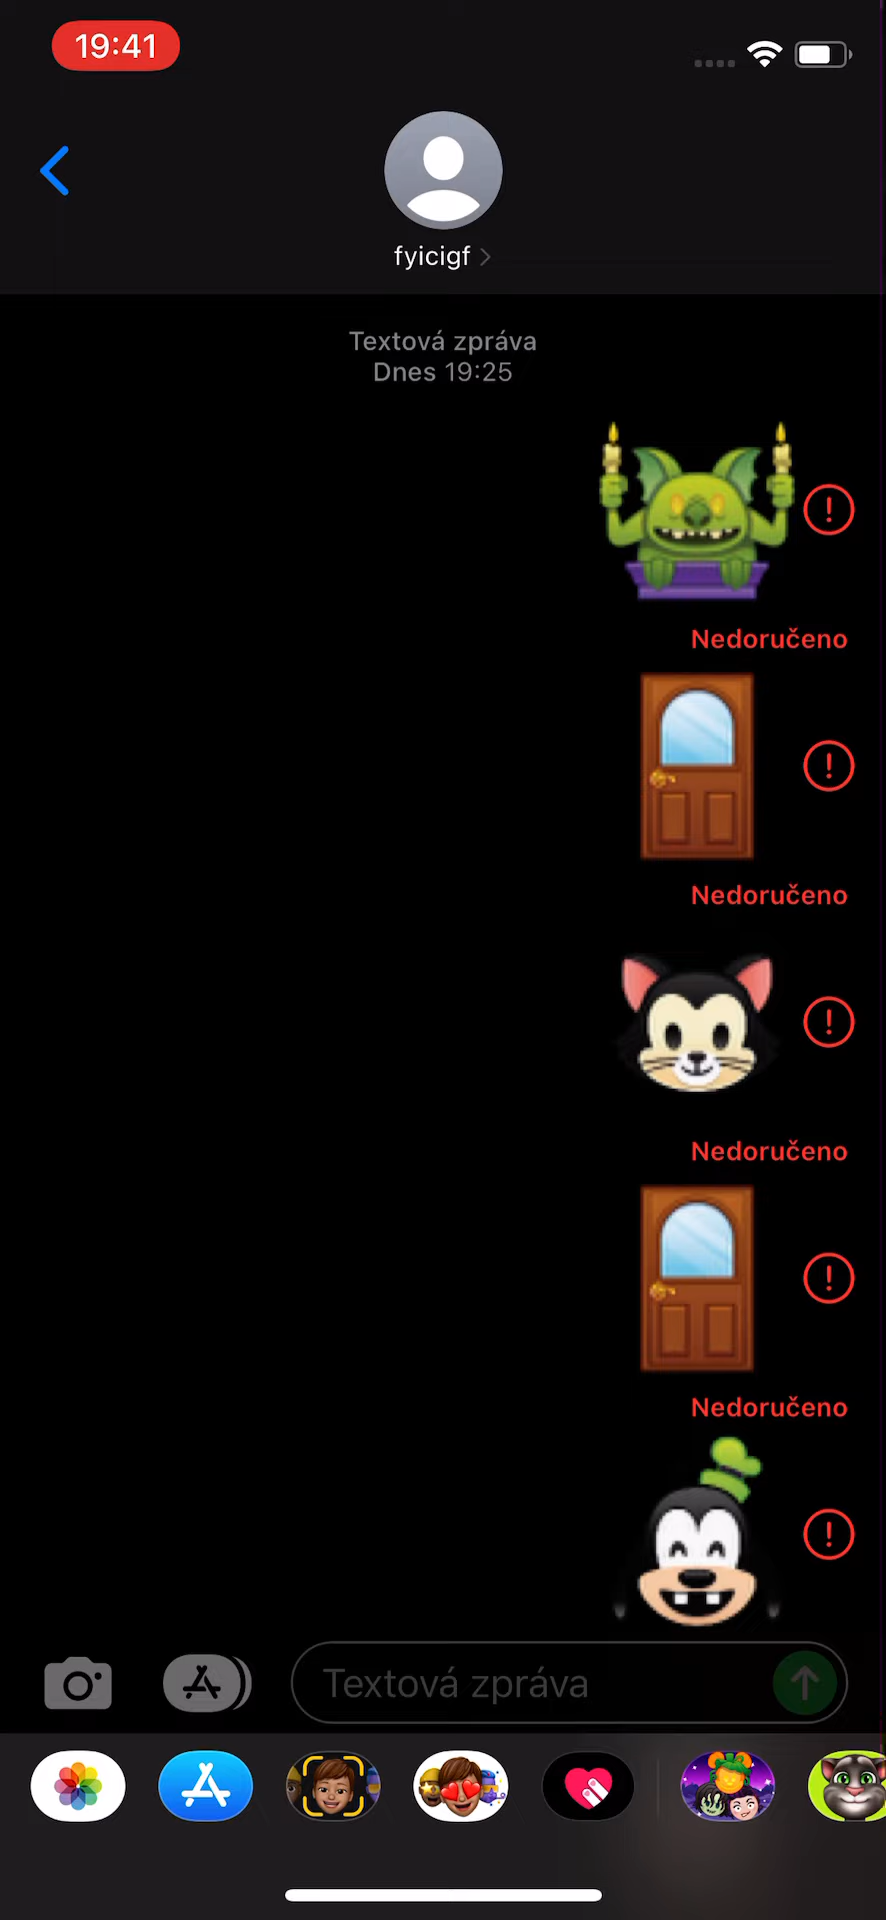 19:41
fyicigf
Textová zpráva
Dnes 19:25
Nedoručeno
Nedoručeno
Nedoručeno
Nedoručeno
Textová zpráva